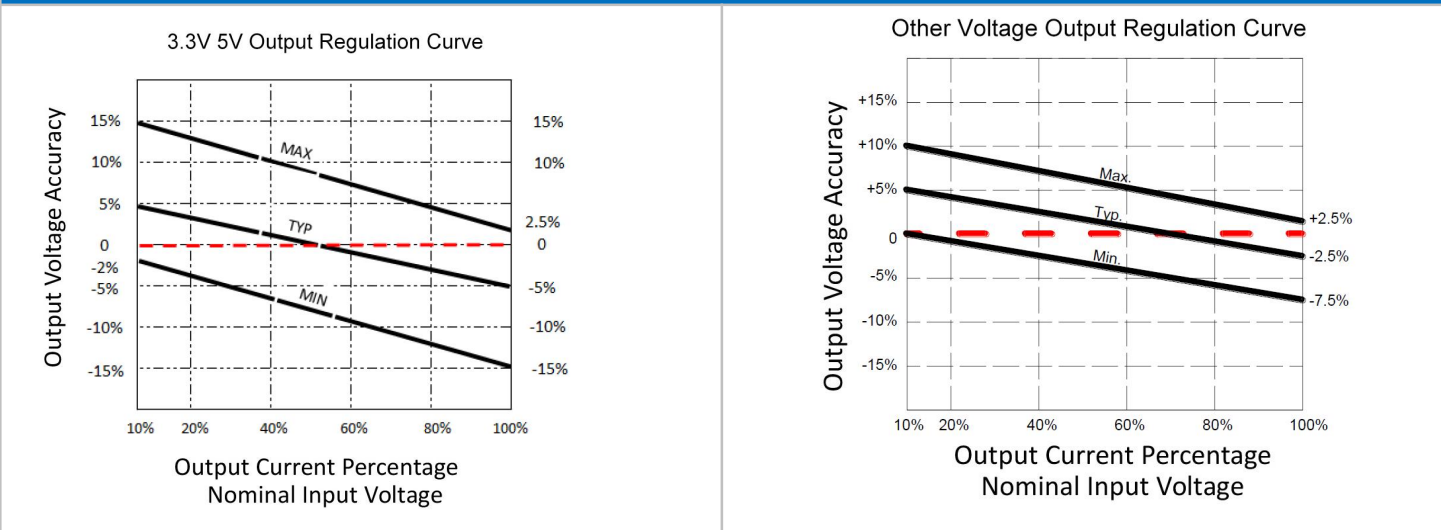 3.3V 5V Output Regulation Curve
Output Voltage Accuracy
15%
10%
5%
0
-2%
-5%
-10%
-15%
MAX
TYP
MIN
15%
10%
2.5%
0
-5%
-10%
-15%
10% 20% 40% 60% 80% 100%
Output Current Percentage
Nominal Input Voltage
Other Voltage Output Regulation Curve
Output Voltage Accuracy
+15%
+10%
+5%
0
-5%
-10%
-15%
Max.
Typ.
Min.
+2.5%
-2.5%
-7.5%
10% 20% 40% 60% 80% 100%
Output Current Percentage
Nominal Input Voltage